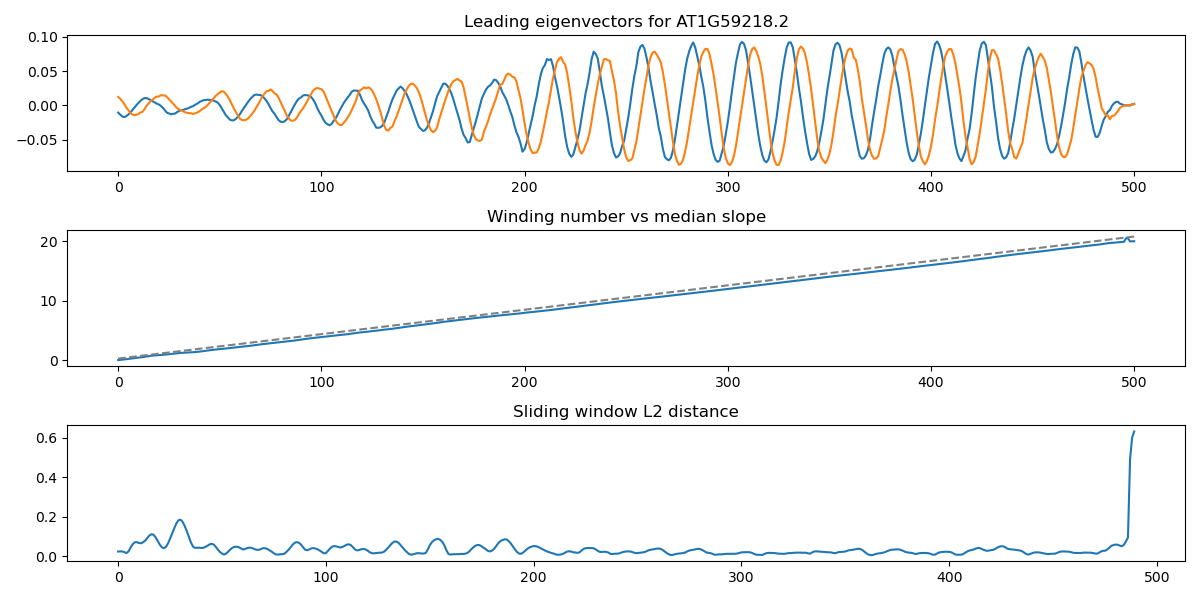 Leading eigenvectors for AT1G59218.2
0.10
0.05
0.00
−0.05
0 100 200 300 400 500
Winding number vs median slope
20
10
0
0 100 200 300 400 500
Sliding window L2 distance
0.6
0.4
0.2
0.0
0 100 200 300 400 500